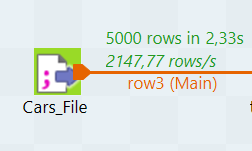 5000 rows in 2,33s
2147,77 rows/s
row3 (Main)
Cars_File